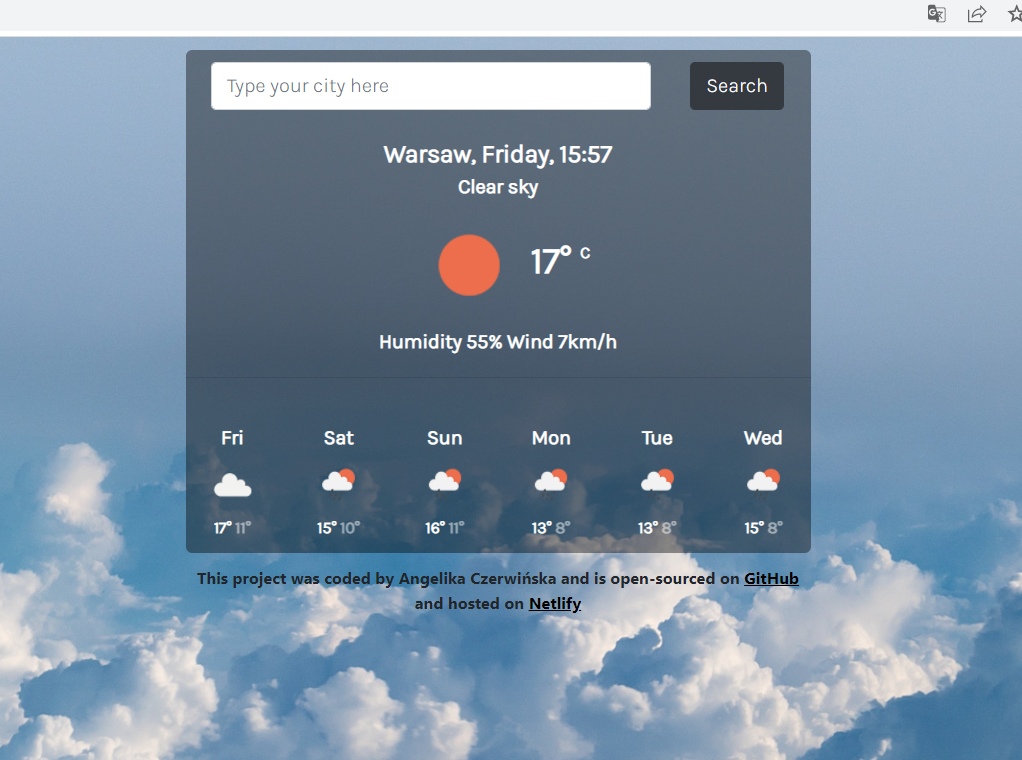 Type your city here
Search
Warsaw, Friday, 15:57
Clear sky
17° C
Humidity 55% Wind 7km/h
Fri Sat Sun Mon Tue Wed
17° 11° 15° 10° 16° 11° 13° 8° 13° 8° 15° 8°
This project was coded by Angelika Czerwińska and is open-sourced on GitHub
and hosted on Netlify